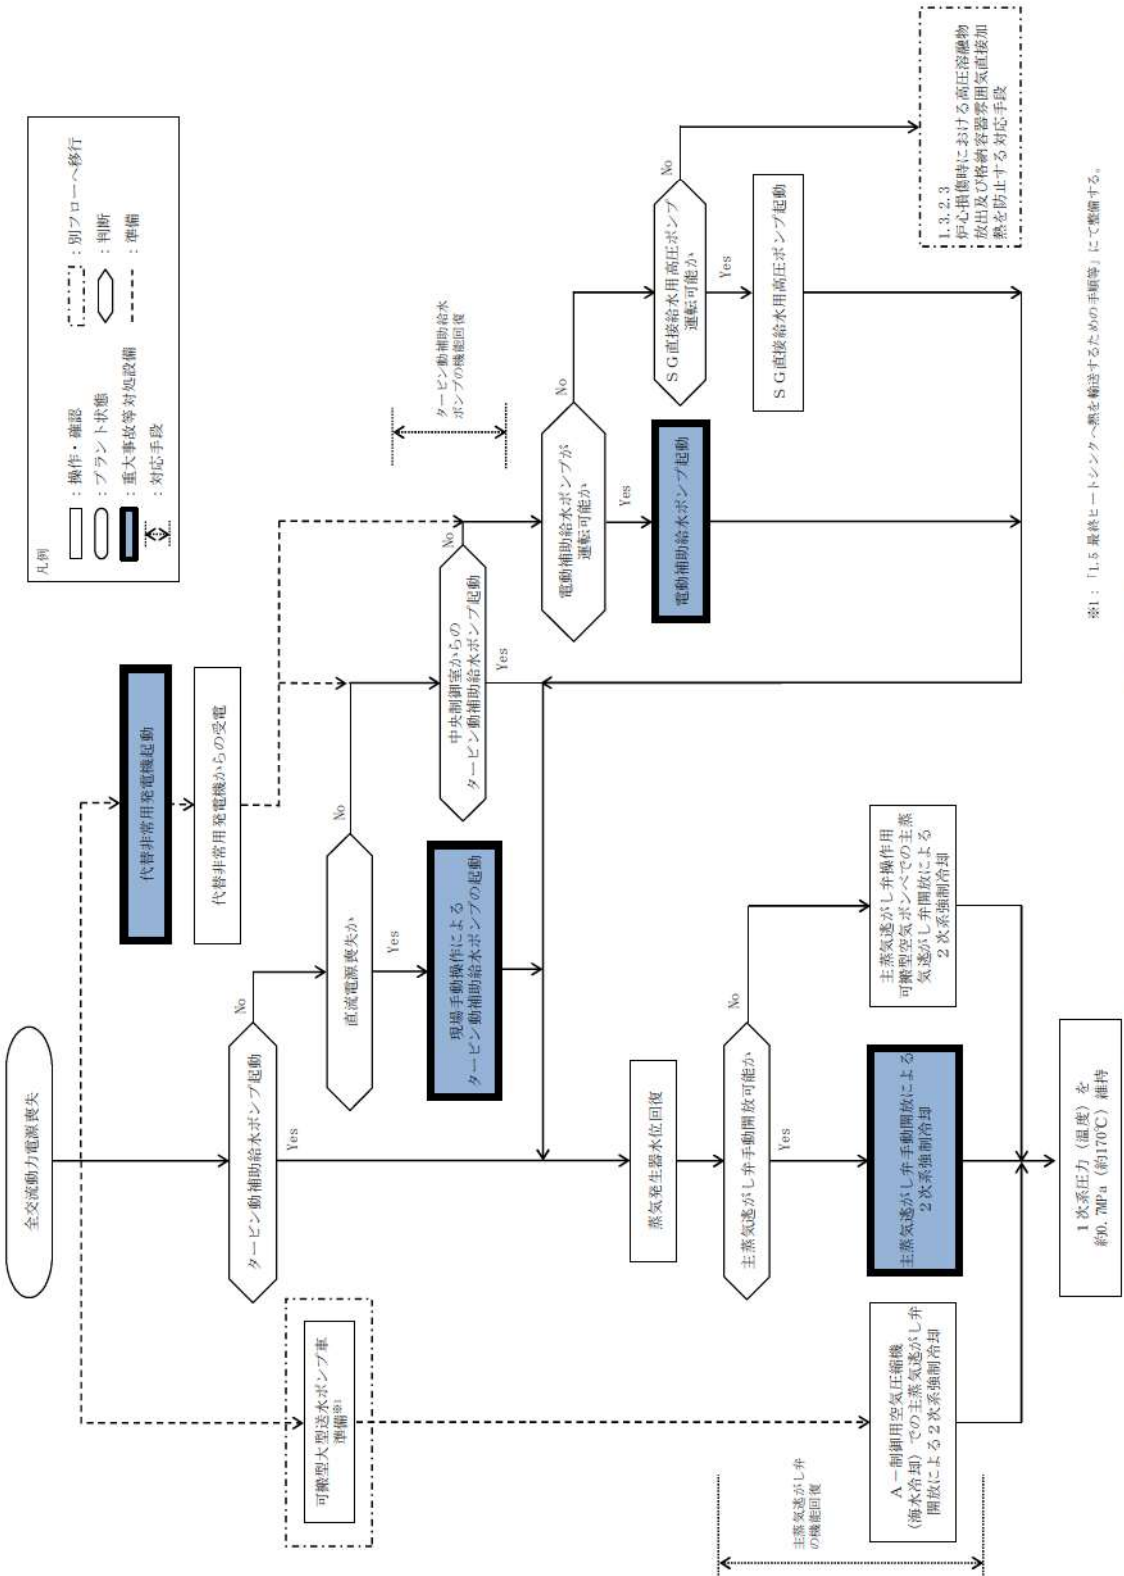 全交流動力電源喪失
凡例
：操作・確認
：プラント状態
：重大事故等対処設備
：対応手段
：別フローへ移行
：判断
：準備
代替非常用発電機起動
代替非常用発電機からの受電
タービン動補助給水ポンプ起動
No
Yes
可搬型大型送水ポンプ車
準備※1
直流電源喪失か
No
Yes
現場手動操作による
タービン動補助給水ポンプの起動
中央制御室からの
タービン動補助給水ポンプ起動
No
Yes
タービン動補助給水
ポンプの機能回復
電動補助給水ポンプが
運転可能か
No
Yes
電動補助給水ポンプ起動
ＳＧ直接給水用高圧ポンプ
運転可能か
No
Yes
ＳＧ直接給水用高圧ポンプ起動
1.3.2.3
炉心損傷時における高圧溶融物
放出及び格納容器雰囲気直接加
熱を防止する対応手段
蒸気発生器水位回復
主蒸気逃がし弁手動開放可能か
No
Yes
主蒸気逃がし弁
の機能回復
Ａ－制御用空気圧縮機
（海水冷却）での主蒸気逃がし弁
開放による２次系強制冷却
主蒸気逃がし弁手動開放による
２次系強制冷却
主蒸気逃がし弁操作用
可搬型空気ボンベでの主蒸
気逃がし弁開放による
２次系強制冷却
１次系圧力（温度）を
約0.7MPa（約170℃）維持
※1：「1.5 最終ヒートシンクへ熱を輸送するための手順等」にて整備する。